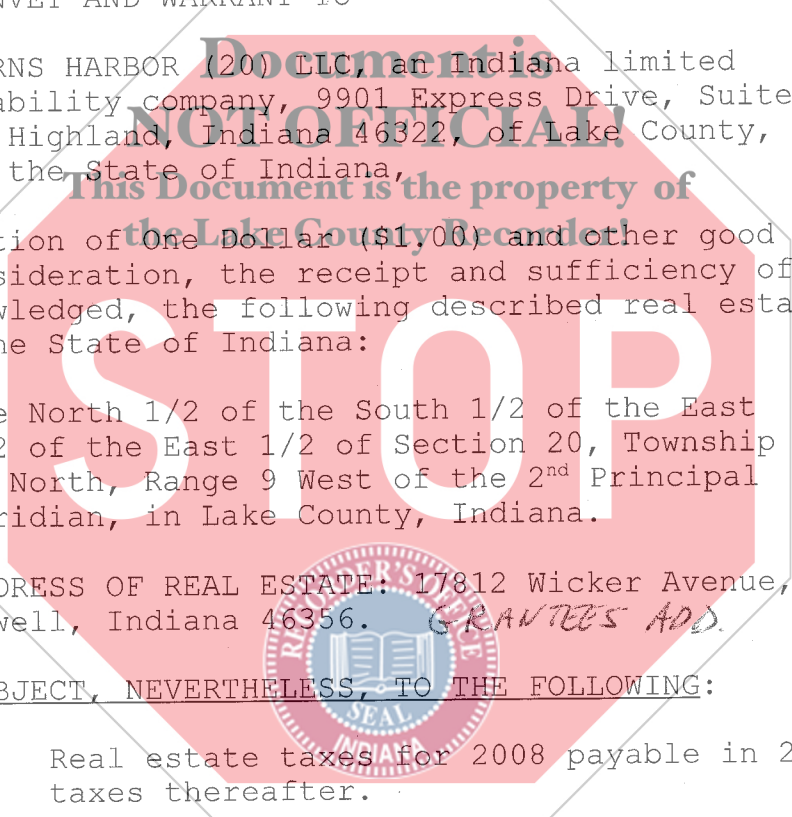 NVEY AND WARRANT TO
RNS HARBOR (20) LLC, an Indiana limited
ability company, 9901 Express Drive, Suite
Highland, Indiana 46322, of Lake County,
the State of Indiana,
Document is
NOT OFFICIAL!
This Document is the property of
the Lake County Recorder!
tion of One Dollar ($1.00) and other good
sideration, the receipt and sufficiency of
wledged, the following described real esta
ne State of Indiana:
STOP
e North 1/2 of the South 1/2 of the East
2 of the East 1/2 of Section 20, Township
North, Range 9 West of the 2nd Principal
ridian, in Lake County, Indiana.
DRESS OF REAL ESTATE: 17812 Wicker Avenue,
well, Indiana 46356. GRANTEES ADD.
RECORDER'S OFFICE
SEAL
INDIANA
BJECT, NEVERTHELESS, TO THE FOLLOWING:
Real estate taxes for 2008 payable in 2
taxes thereafter.